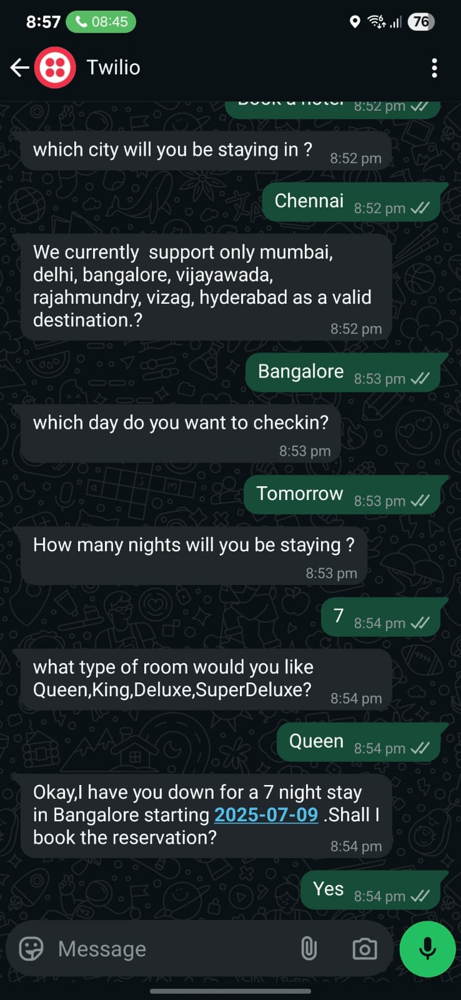 8:57 08:45 76
Twilio
Book a hotel 8:52 pm
which city will you be staying in ? 8:52 pm
Chennai 8:52 pm
We currently  support only mumbai,
delhi, bangalore, vijayawada,
rajahmundry, vizag, hyderabad as a valid
destination.?
8:52 pm
Bangalore 8:53 pm
which day do you want to checkin?
8:53 pm
Tomorrow 8:53 pm
How many nights will you be staying ?
8:53 pm
7 8:54 pm
what type of room would you like
Queen,King,Deluxe,SuperDeluxe? 8:54 pm
Queen 8:54 pm
Okay,I have you down for a 7 night stay
in Bangalore starting 2025-07-09 .Shall I
book the reservation?
8:54 pm
Yes 8:54 pm
Message